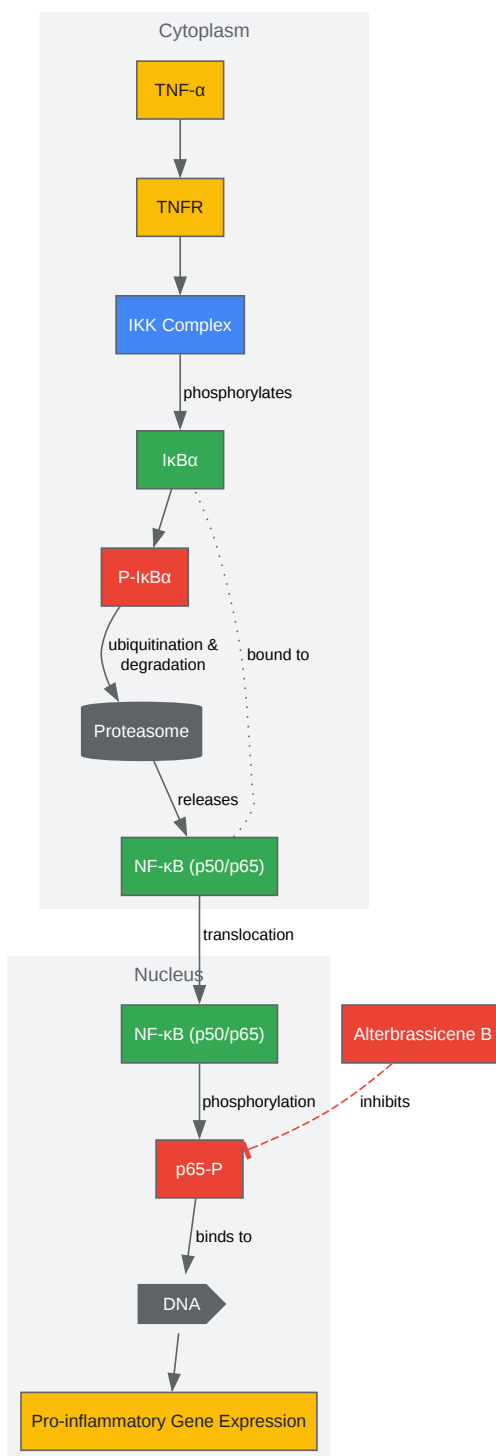 Cytoplasm
TNF-α
TNFR
IKK Complex
phosphorylates
IκBα
P-IκBα
ubiquitination &
degradation
bound to
Proteasome
releases
NF-κB (p50/p65)
translocation
Nucleus
NF-κB (p50/p65)
Alterbrassicene B
phosphorylation
inhibits
p65-P
binds to
DNA
Pro-inflammatory Gene Expression